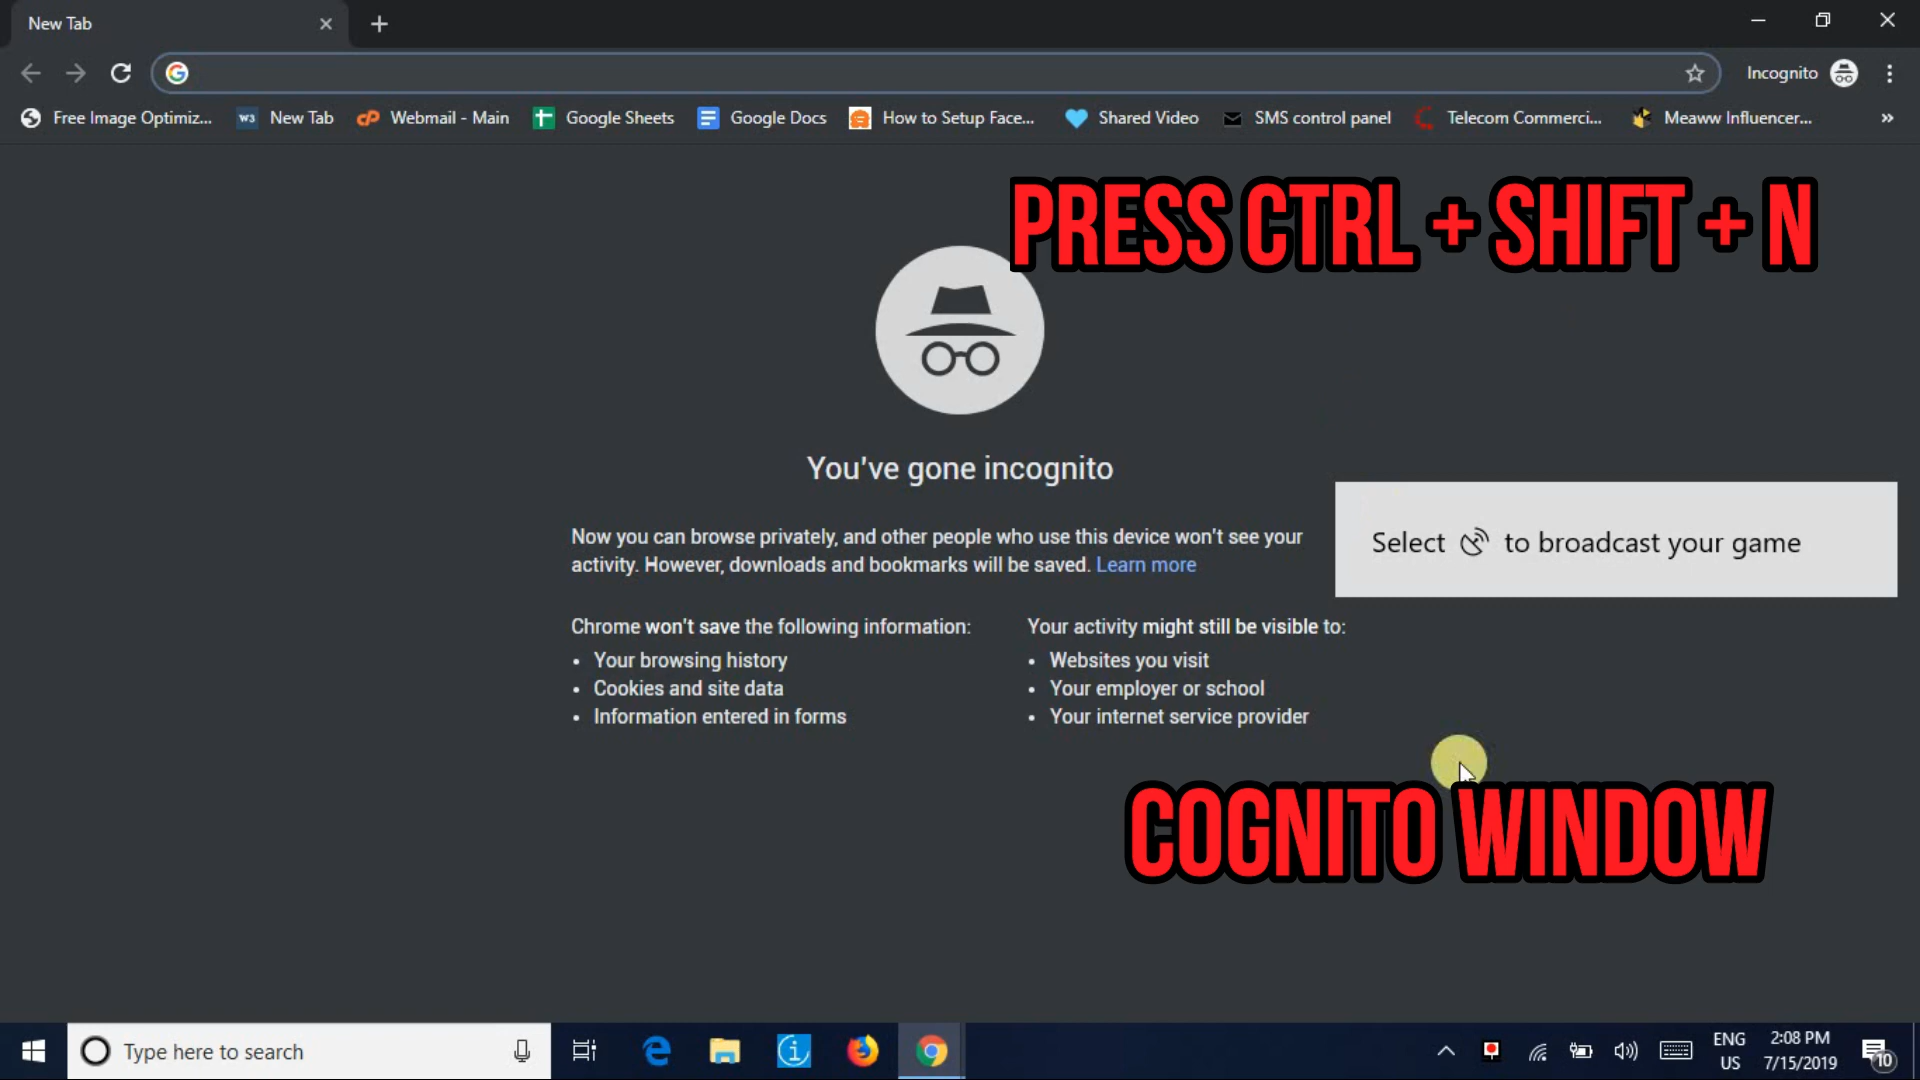 New Tab
Incognito
Free Image Optimiz...
W3 New Tab
cP Webmail - Main
Google Sheets
Google Docs
How to Setup Face...
Shared Video
SMS control panel
Telecom Commerci...
Meaww Influencer...
»
PRESS CTRL + SHIFT + N
You've gone incognito
Now you can browse privately, and other people who use this device won't see your
activity. However, downloads and bookmarks will be saved. Learn more
Select to broadcast your game
Chrome won't save the following information:
• Your browsing history
• Cookies and site data
• Information entered in forms
Your activity might still be visible to:
• Websites you visit
• Your employer or school
• Your internet service provider
COGNITO WINDOW
Type here to search
ENG
US
2:08 PM
7/15/2019
10